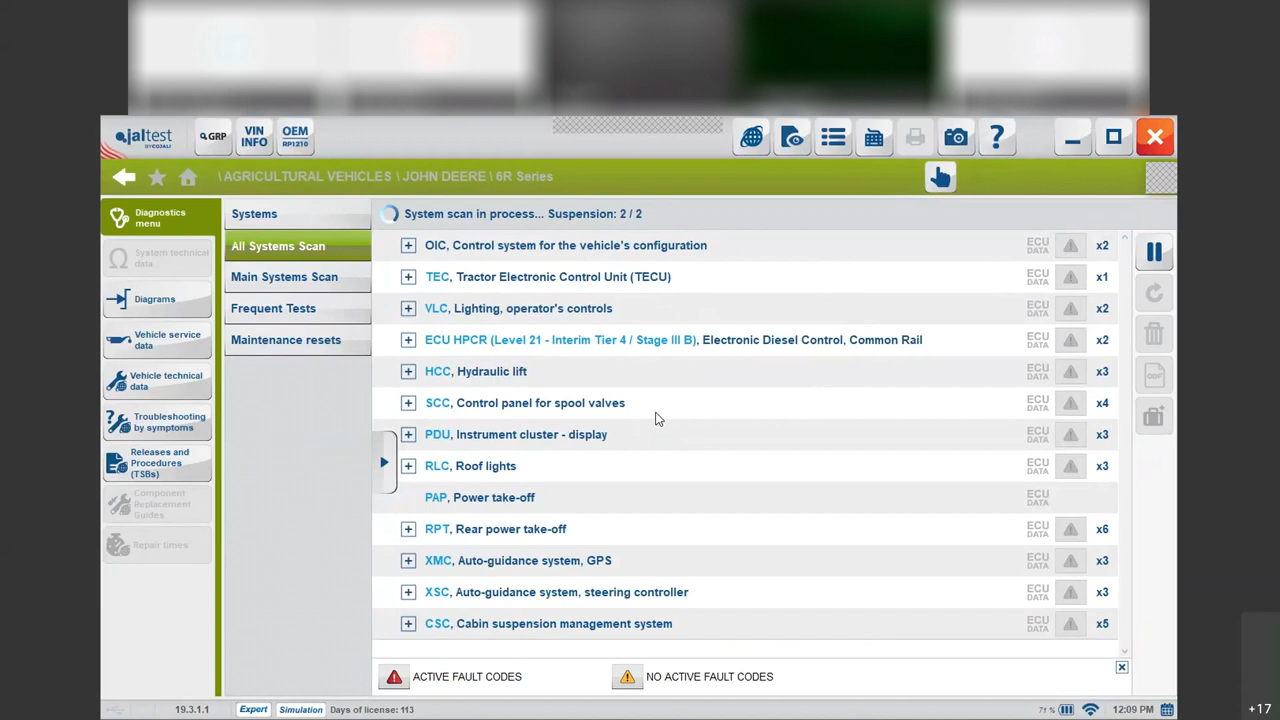 jaltest
BY COJALI
GRP
VIN
INFO
OEM
RP1210
?
\ AGRICULTURAL VEHICLES \ JOHN DEERE \ 6R Series
Diagnostics
menu
System technical
data
Diagrams
Vehicle service
data
Vehicle technical
data
Troubleshooting
by symptoms
Releases and
Procedures
(TSBs)
Component
Replacement
Guides
Repair times
Systems
All Systems Scan
Main Systems Scan
Frequent Tests
Maintenance resets
System scan in process... Suspension: 2 / 2
OIC, Control system for the vehicle's configuration ECU DATA x2
TEC, Tractor Electronic Control Unit (TECU) ECU DATA x1
VLC, Lighting, operator's controls ECU DATA x2
ECU HPCR (Level 21 - Interim Tier 4 / Stage III B), Electronic Diesel Control, Common Rail ECU DATA x2
HCC, Hydraulic lift ECU DATA x3
SCC, Control panel for spool valves ECU DATA x4
PDU, Instrument cluster - display ECU DATA x3
RLC, Roof lights ECU DATA x3
PAP, Power take-off ECU DATA
RPT, Rear power take-off ECU DATA x6
XMC, Auto-guidance system, GPS ECU DATA x3
XSC, Auto-guidance system, steering controller ECU DATA x3
CSC, Cabin suspension management system ECU DATA x5
ACTIVE FAULT CODES NO ACTIVE FAULT CODES
19.3.1.1 Expert Simulation Days of license: 113 71 % 12:09 PM
+17